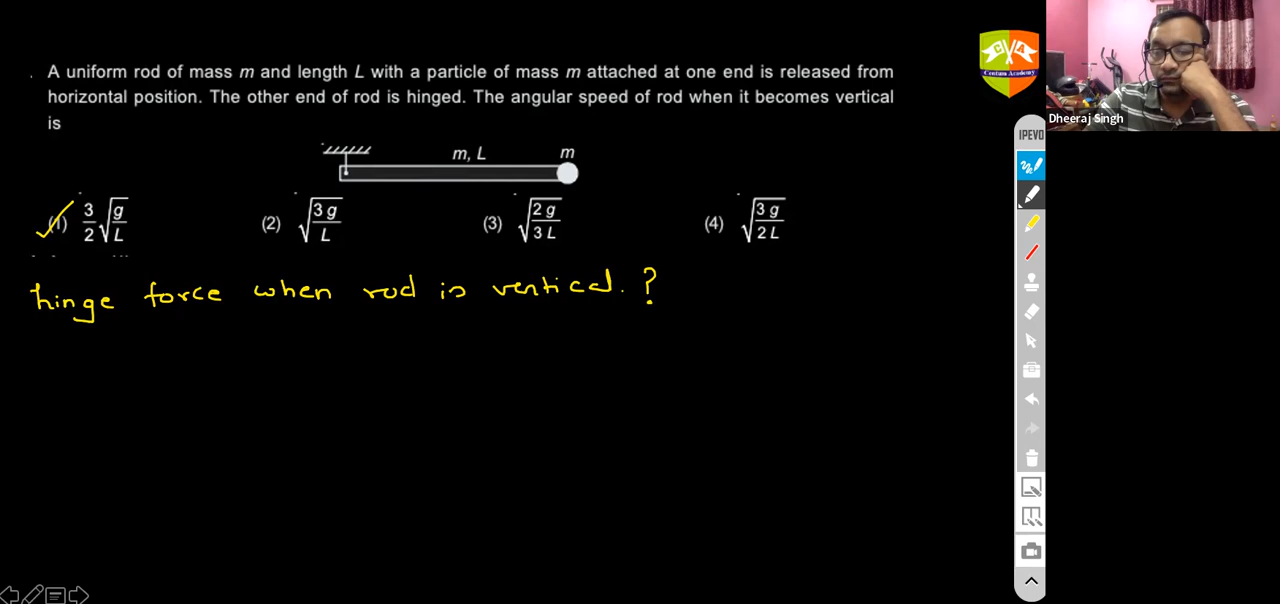 A uniform rod of mass m and length L with a particle of mass m attached at one end is released from
horizontal position. The other end of rod is hinged. The angular speed of rod when it becomes vertical
is
m, L m
(1) 3/2 √(g/L) (2) √(3g/L) (3) √(2g/3L) (4) √(3g/2L)
hinge force when rod is vertical. ?
C A
Centum Academy
Dheeraj Singh
IPEVO